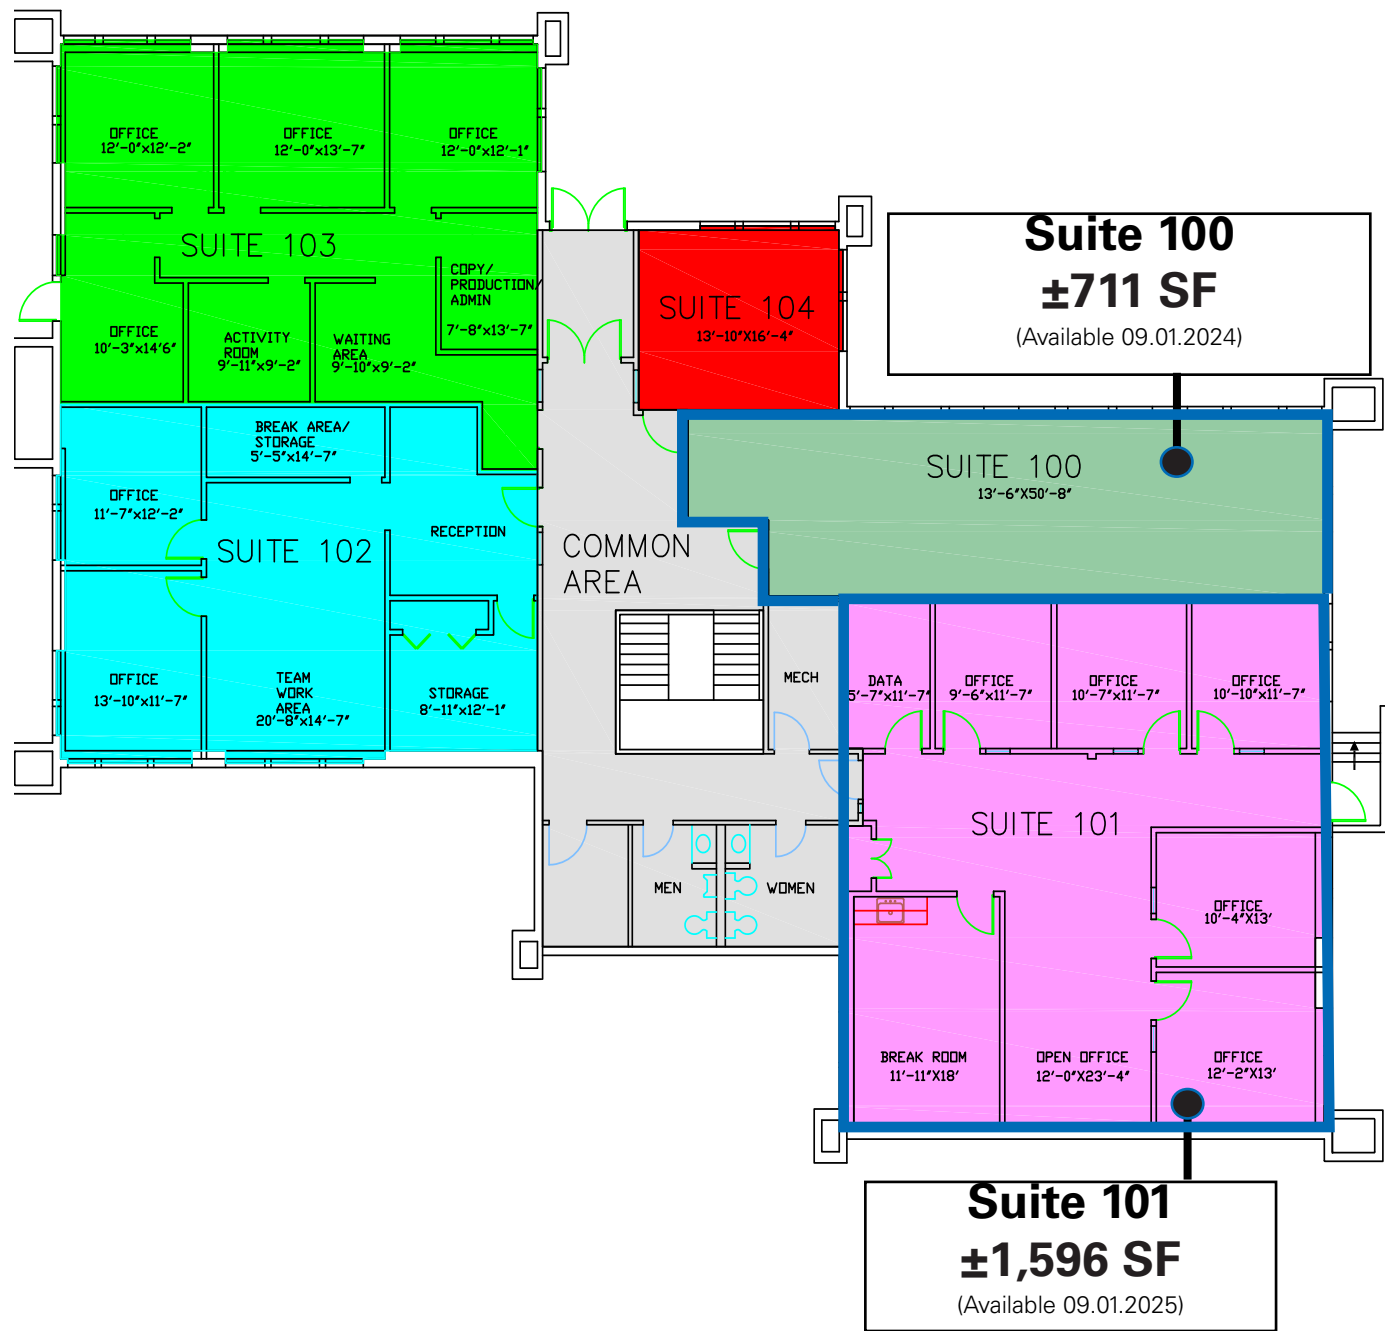 OFFICE
12'-0"x12'-2"
OFFICE
12'-0"x13'-7"
OFFICE
12'-0"x12'-1"
SUITE 103
COPY/
PRODUCTION/
ADMIN
7'-8"x13'-7"
OFFICE
10'-3"x14'6"
ACTIVITY
ROOM
9'-11"x9'-2"
WAITING
AREA
9'-10"x9'-2"
SUITE 104
13'-10"X16'-4"
Suite 100
±711 SF
(Available 09.01.2024)
BREAK AREA/
STORAGE
5'-5"x14'-7"
OFFICE
11'-7"x12'-2"
RECEPTION
SUITE 102
SUITE 100
13'-6"X50'-8"
COMMON
AREA
OFFICE
13'-10"x11'-7"
TEAM
WORK
AREA
20'-8"x14'-7"
STORAGE
8'-11"x12'-1"
MECH
DATA
5'-7"x11'-7"
OFFICE
9'-6"x11'-7"
OFFICE
10'-7"x11'-7"
OFFICE
10'-10"x11'-7"
SUITE 101
MEN
WOMEN
OFFICE
10'-4"X13'
BREAK ROOM
11'-11"X18'
OPEN OFFICE
12'-0"X23'-4"
OFFICE
12'-2"X13'
Suite 101
±1,596 SF
(Available 09.01.2025)